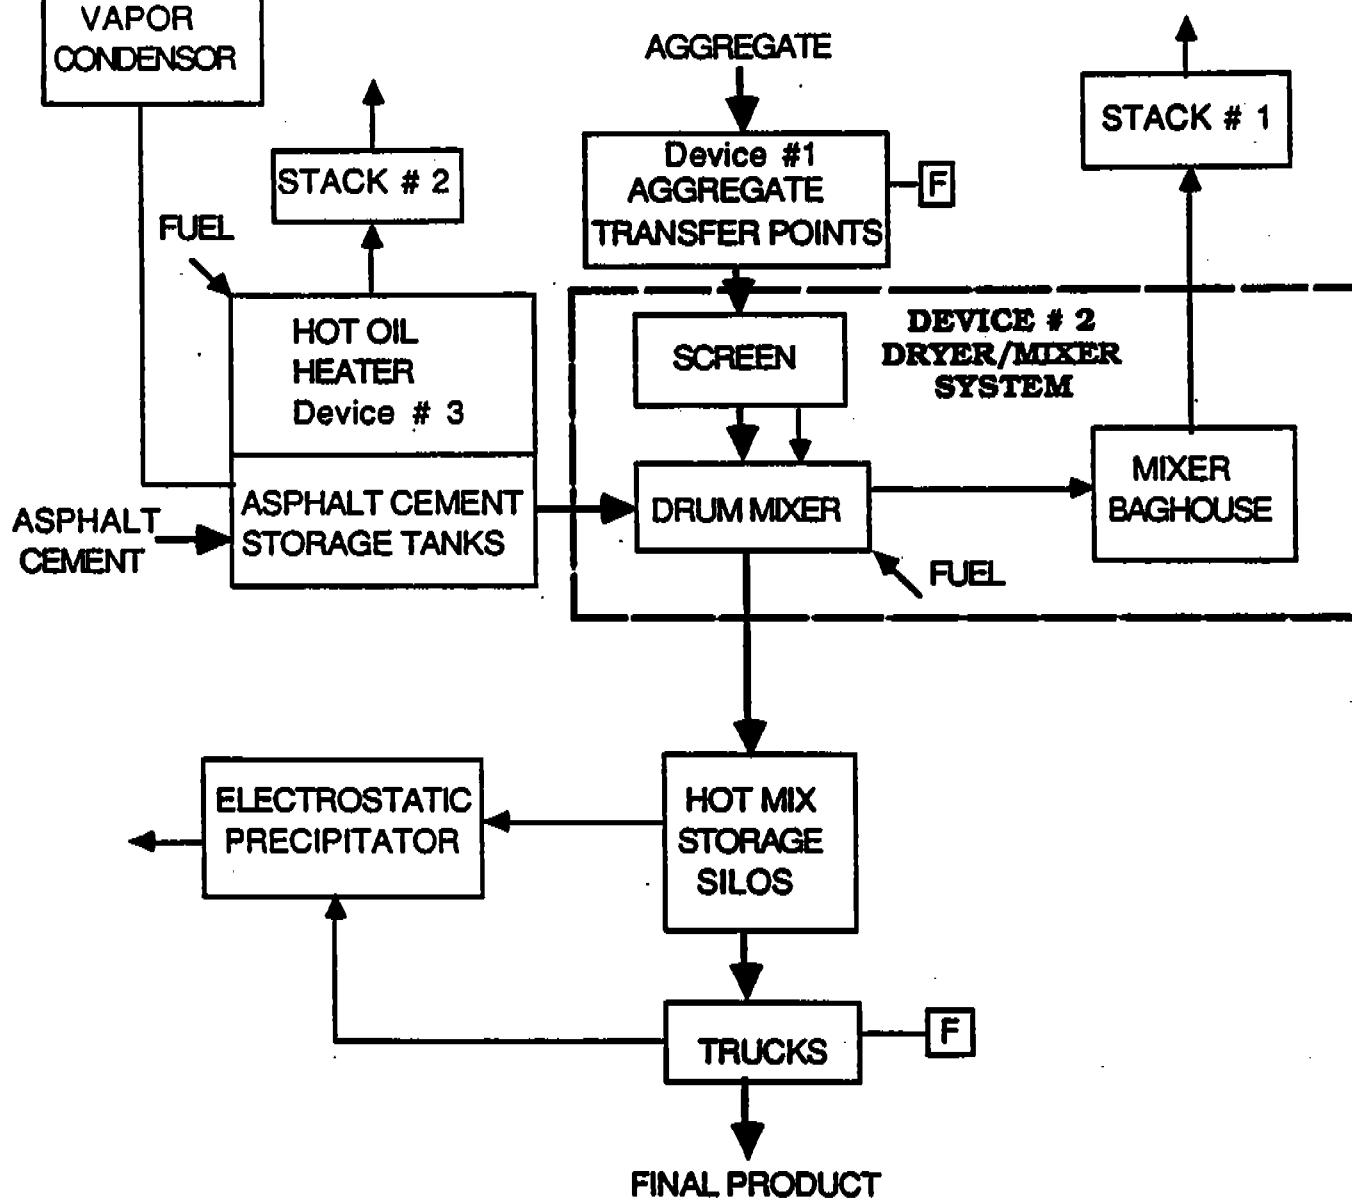 VAPOR
CONDENSOR
AGGREGATE
STACK # 1
STACK # 2
Device #1
AGGREGATE
TRANSFER POINTS
F
FUEL
HOT OIL
HEATER
Device # 3
SCREEN
DEVICE # 2
DRYER/MIXER
SYSTEM
ASPHALT
CEMENT
ASPHALT CEMENT
STORAGE TANKS
DRUM MIXER
MIXER
BAGHOUSE
FUEL
ELECTROSTATIC
PRECIPITATOR
HOT MIX
STORAGE
SILOS
TRUCKS
F
FINAL PRODUCT